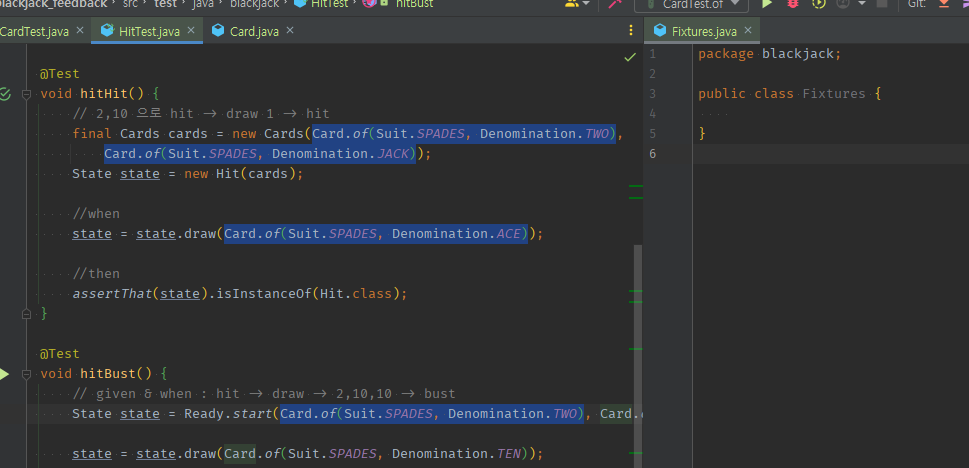 blackjack_feedback > src > test > java > blackjack > HitTest > hitBust
CardTest.of
Git:
CardTest.java × HitTest.java × Card.java ×
Fixtures.java ×
@Test
void hitHit() {
// 2,10 으로 hit -> draw 1 -> hit
final Cards cards = new Cards(Card.of(Suit.SPADES, Denomination.TWO),
Card.of(Suit.SPADES, Denomination.JACK));
State state = new Hit(cards);
//when
state = state.draw(Card.of(Suit.SPADES, Denomination.ACE));
//then
assertThat(state).isInstanceOf(Hit.class);
}
@Test
void hitBust() {
// given & when : hit -> draw -> 2,10,10 -> bust
State state = Ready.start(Card.of(Suit.SPADES, Denomination.TWO), Card.
state = state.draw(Card.of(Suit.SPADES, Denomination.TEN));
1 package blackjack;
2
3 public class Fixtures {
4
5 }
6